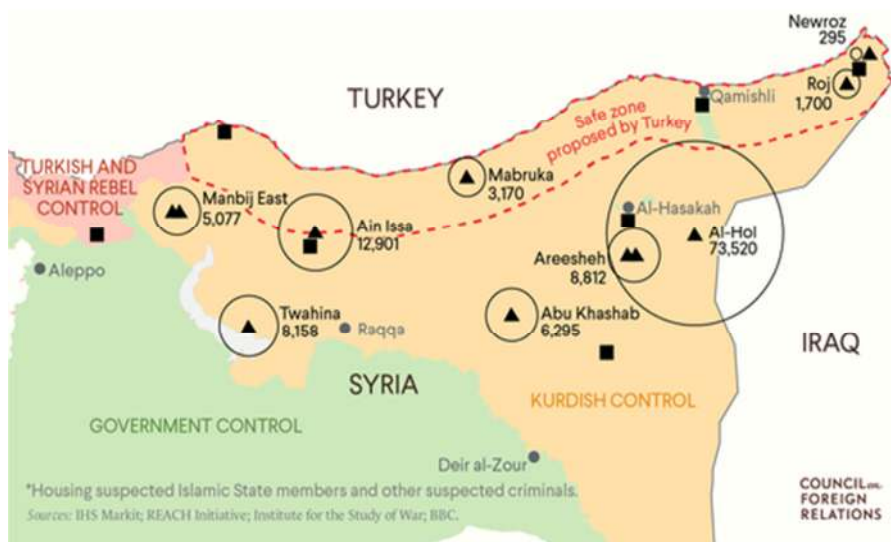 Newroz
295
Roj
1,700
TURKEY
Qamishli
Safe zone
proposed by Turkey
TURKISH AND
SYRIAN REBEL
CONTROL
Manbij East
5,077
Mabruka
3,170
Ain Issa
12,901
Al-Hasakah
Al-Hol
73,520
Areesheh
8,812
Aleppo
Twahina
8,158
Raqqa
Abu Khashab
6,295
IRAQ
SYRIA
KURDISH CONTROL
GOVERNMENT CONTROL
Deir al-Zour
*Housing suspected Islamic State members and other suspected criminals.
Sources: IHS Markit; REACH Initiative; Institute for the Study of War; BBC.
COUNCIL on
FOREIGN
RELATIONS